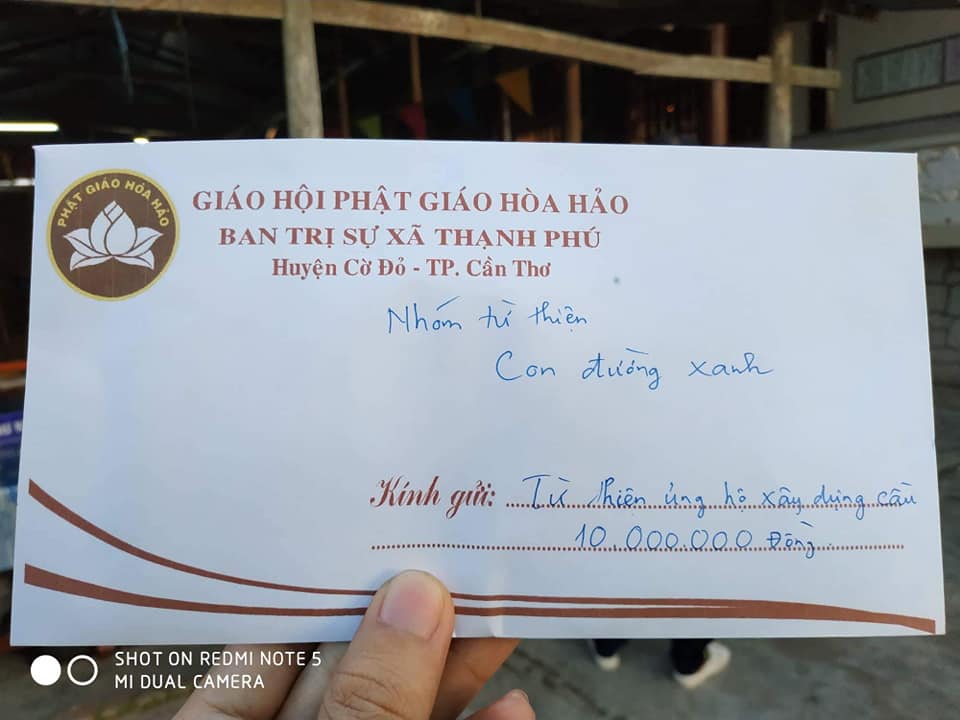 PHẬT GIÁO HÒA HẢO
GIÁO HỘI PHẬT GIÁO HÒA HẢO
BAN TRỊ SỰ XÃ THẠNH PHÚ
Huyện Cờ Đỏ - TP. Cần Thơ
Nhóm từ thiện
Con đường xanh
Kính gửi: Từ thiện ủng hộ xây dựng cầu
10.000.000 Đồng
SHOT ON REDMI NOTE 5
MI DUAL CAMERA